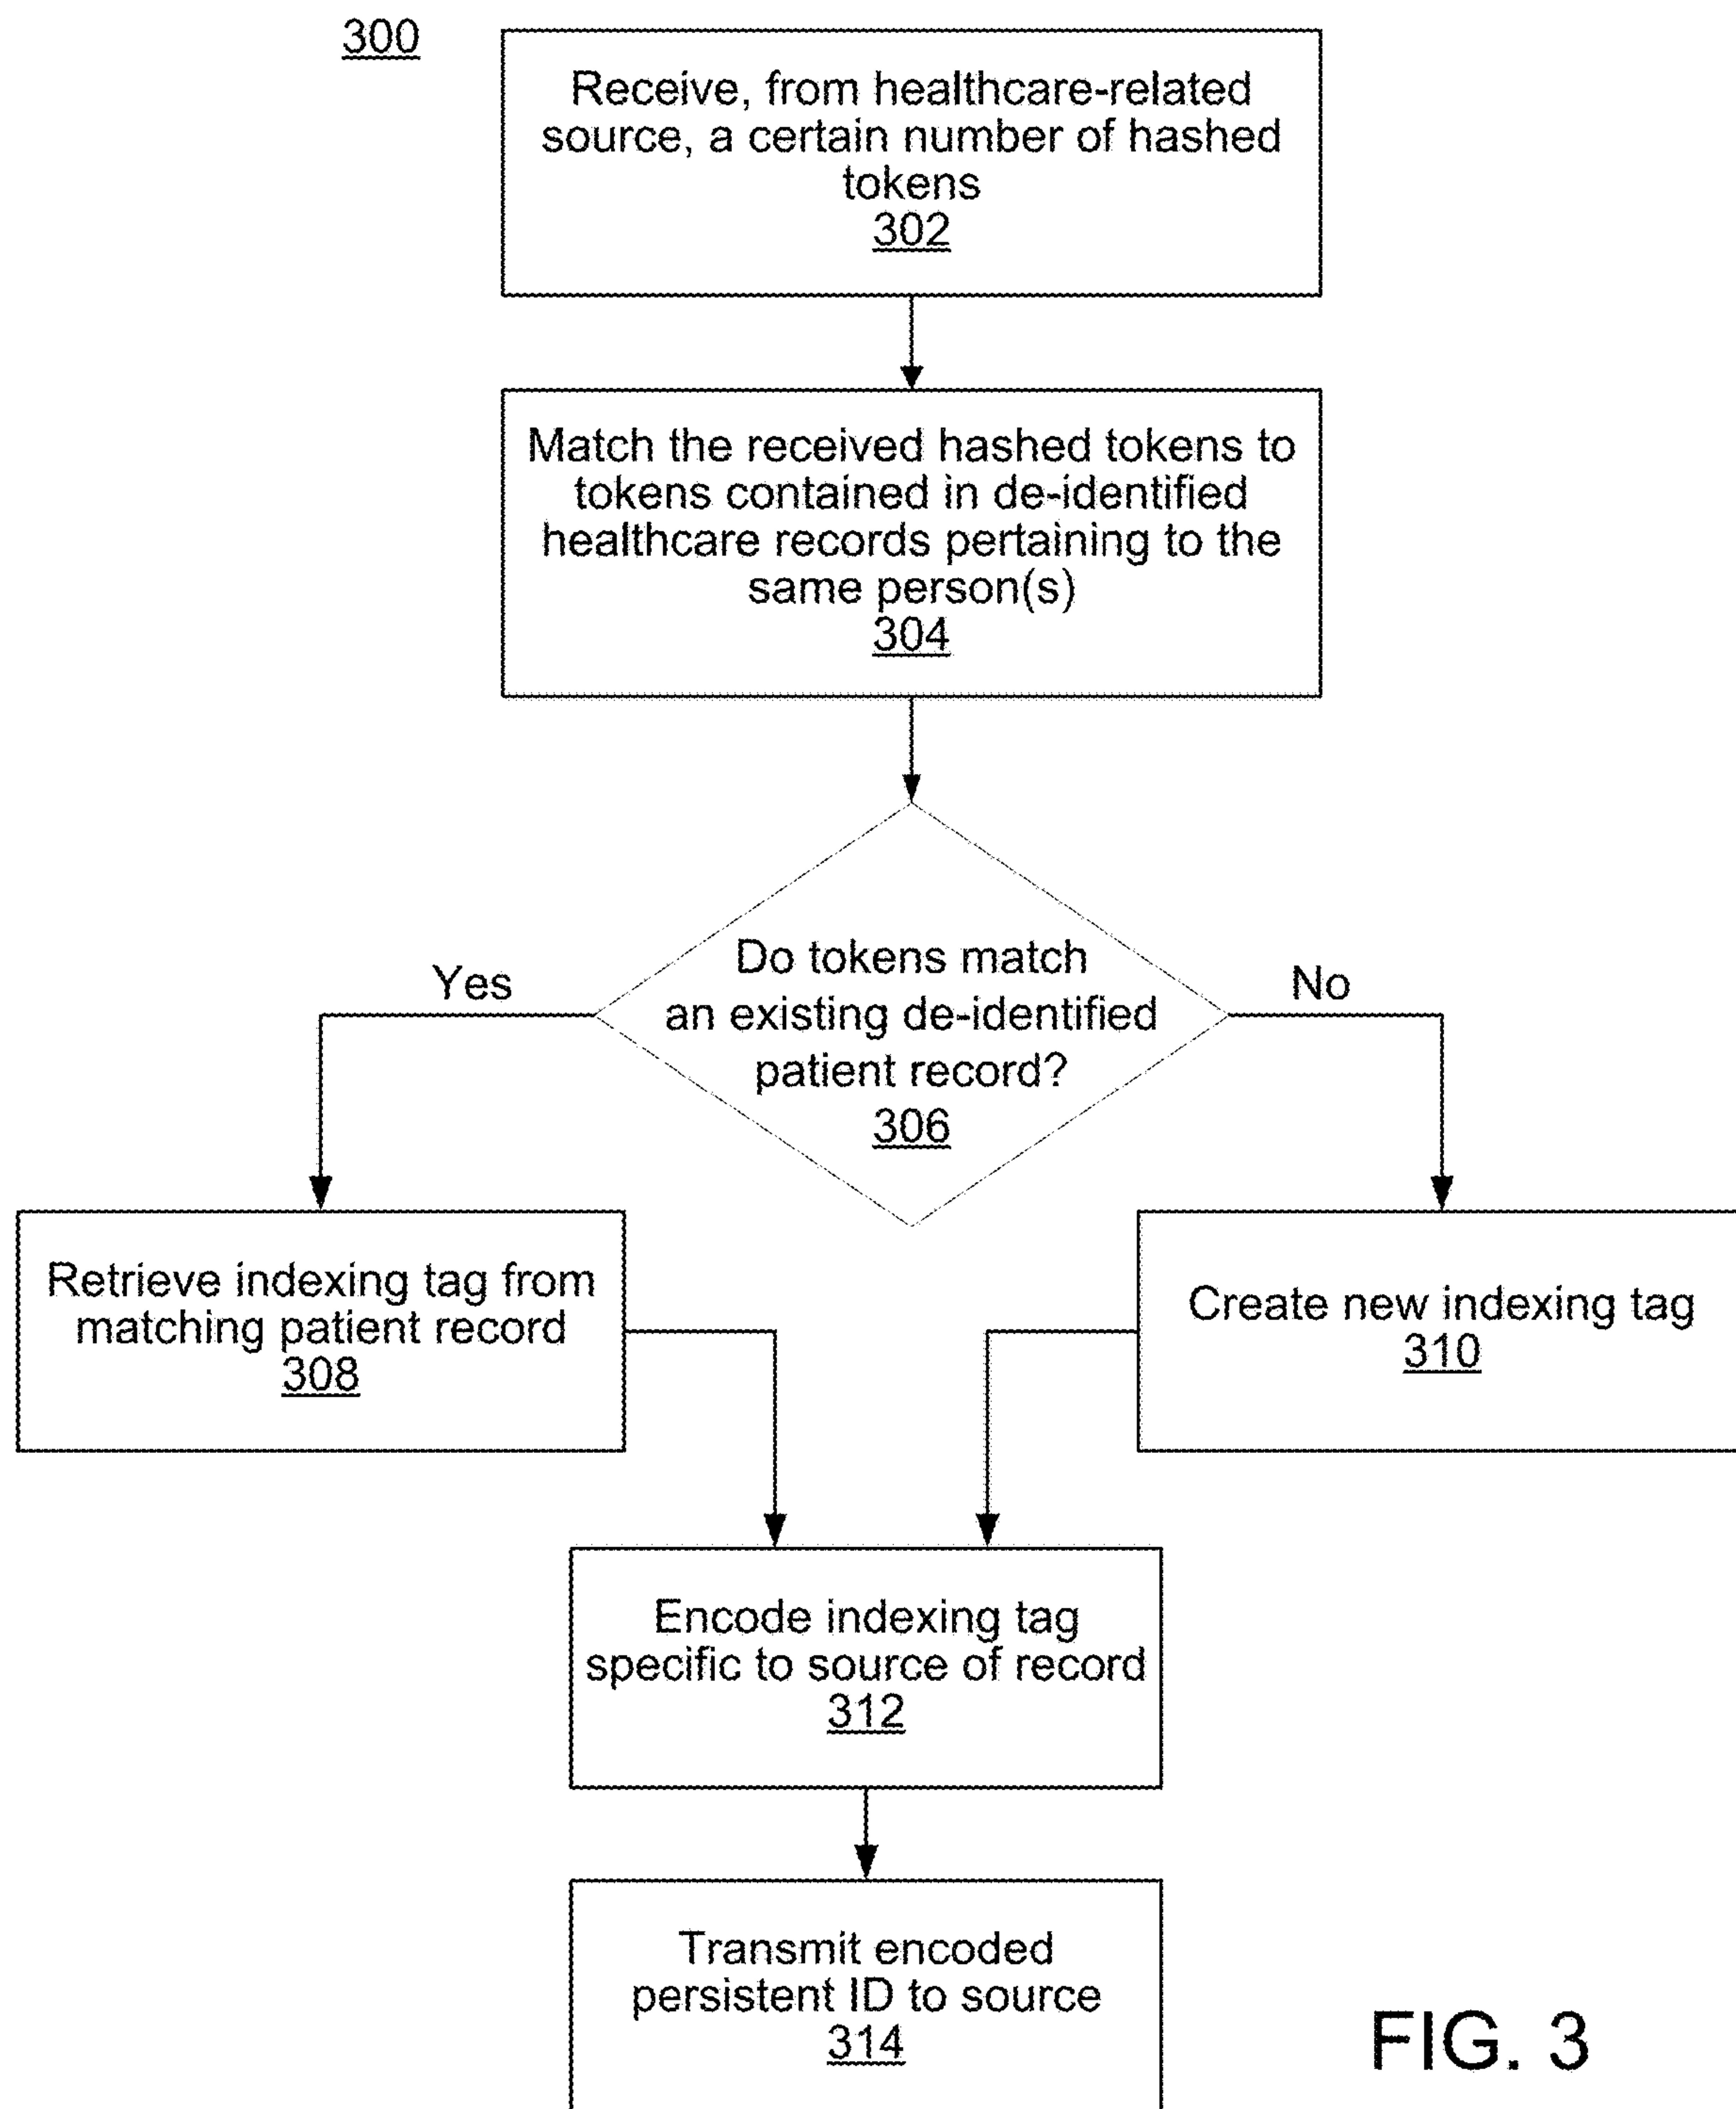 300
Receive, from healthcare-related
source, a certain number of hashed
tokens
302
Match the received hashed tokens to
tokens contained in de-identified
healthcare records pertaining to the
same person(s)
304
Do tokens match
an existing de-identified
patient record?
306
Yes
No
Retrieve indexing tag from
matching patient record
308
Create new indexing tag
310
Encode indexing tag
specific to source of record
312
Transmit encoded
persistent ID to source
314
FIG. 3